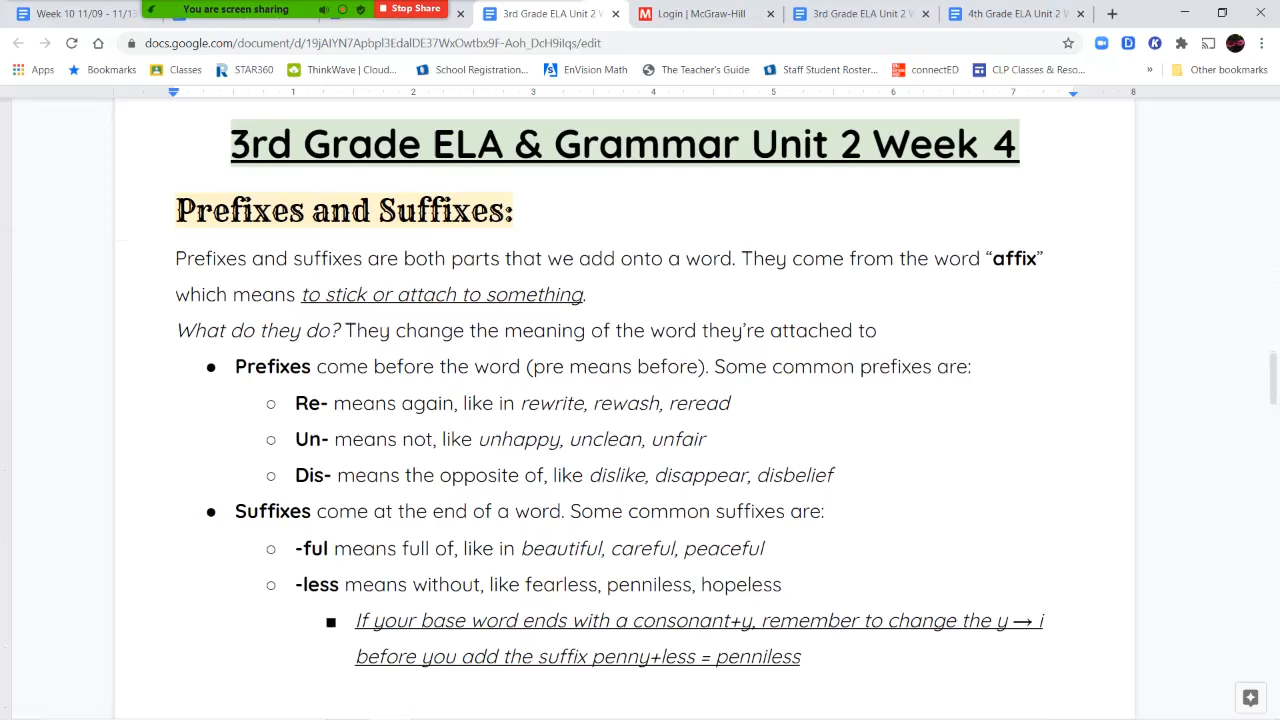 You are screen sharing Stop Share
Week 10 11/09 - 11/13 3rd Grade ELA Unit 2 W Login | McGraw-Hill 3rd Grade ELA Unit 2 W 4th Grade ELA Unit 2 W
docs.google.com/document/d/19jAIYN7Apbpl3EdalDE37WxOwtbx9F-Aoh_DcH9iIqs/edit
Apps Bookmarks Classes STAR360 ThinkWave | Cloud... School Registration... EnVision Math The Teacher's Guide Staff Student Roster... connectED CLP Classes & Reso... » Other bookmarks
1 2 3 4 5 6 7 8
3rd Grade ELA & Grammar Unit 2 Week 4
Prefixes and Suffixes:
Prefixes and suffixes are both parts that we add onto a word. They come from the word “affix”
which means to stick or attach to something.
What do they do? They change the meaning of the word they’re attached to
● Prefixes come before the word (pre means before). Some common prefixes are:
○ Re- means again, like in rewrite, rewash, reread
○ Un- means not, like unhappy, unclean, unfair
○ Dis- means the opposite of, like dislike, disappear, disbelief
● Suffixes come at the end of a word. Some common suffixes are:
○ -ful means full of, like in beautiful, careful, peaceful
○ -less means without, like fearless, penniless, hopeless
■ If your base word ends with a consonant+y, remember to change the y → i
before you add the suffix penny+less = penniless